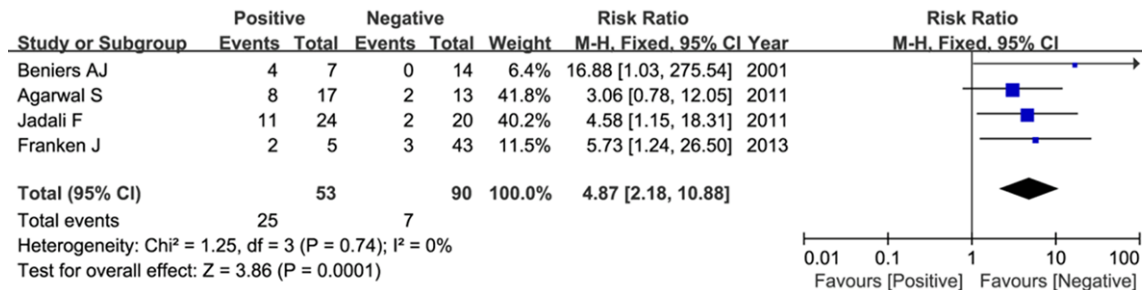 Positive Negative Risk Ratio Risk Ratio
Study or Subgroup Events Total Events Total Weight M-H, Fixed, 95% CI Year M-H, Fixed, 95% CI
Beniers AJ 4 7 0 14 6.4% 16.88 [1.03, 275.54] 2001
Agarwal S 8 17 2 13 41.8% 3.06 [0.78, 12.05] 2011
Jadali F 11 24 2 20 40.2% 4.58 [1.15, 18.31] 2011
Franken J 2 5 3 43 11.5% 5.73 [1.24, 26.50] 2013
Total (95% CI) 53 90 100.0% 4.87 [2.18, 10.88]
Total events 25 7
Heterogeneity: Chi² = 1.25, df = 3 (P = 0.74); I² = 0%
Test for overall effect: Z = 3.86 (P = 0.0001)
0.01 0.1 1 10 100
Favours [Positive] Favours [Negative]